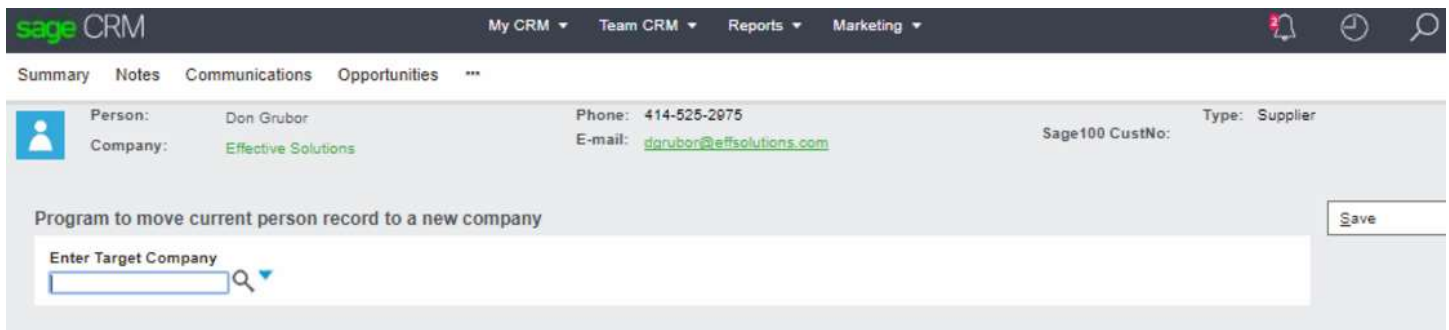 sage CRM My CRM Team CRM Reports Marketing 2
Summary Notes Communications Opportunities ...
Person: Don Grubor Phone: 414-525-2975 Type: Supplier
Company: Effective Solutions E-mail: dgrubor@effsolutions.com Sage100 CustNo:
Program to move current person record to a new company Save
Enter Target Company